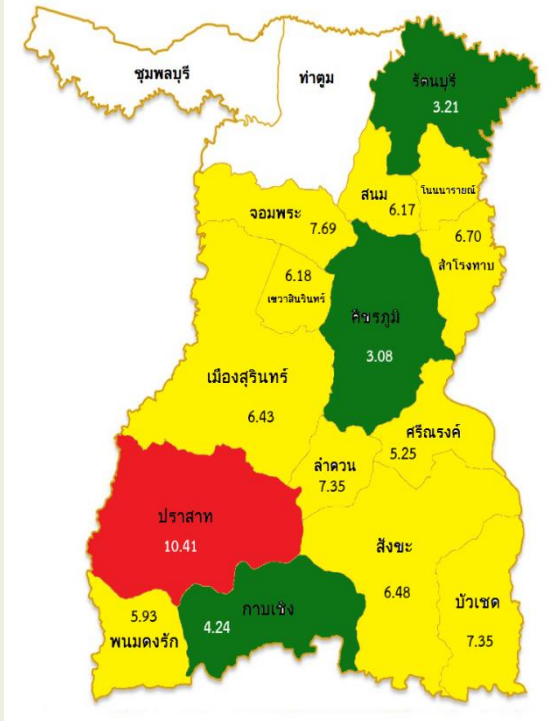 ชุมพลบุรี
ท่าตูม
รัตนบุรี
3.21
สนม
6.17
โนนนารายณ์
จอมพระ
7.69
6.70
สำโรงทาบ
6.18
เขวาสินรินทร์
ศีขรภูมิ
3.08
เมืองสุรินทร์
6.43
ศรีณรงค์
5.25
ลำดวน
7.35
ปราสาท
10.41
สังขะ
6.48
บัวเชด
7.35
กาบเชิง
4.24
5.93
พนมดงรัก